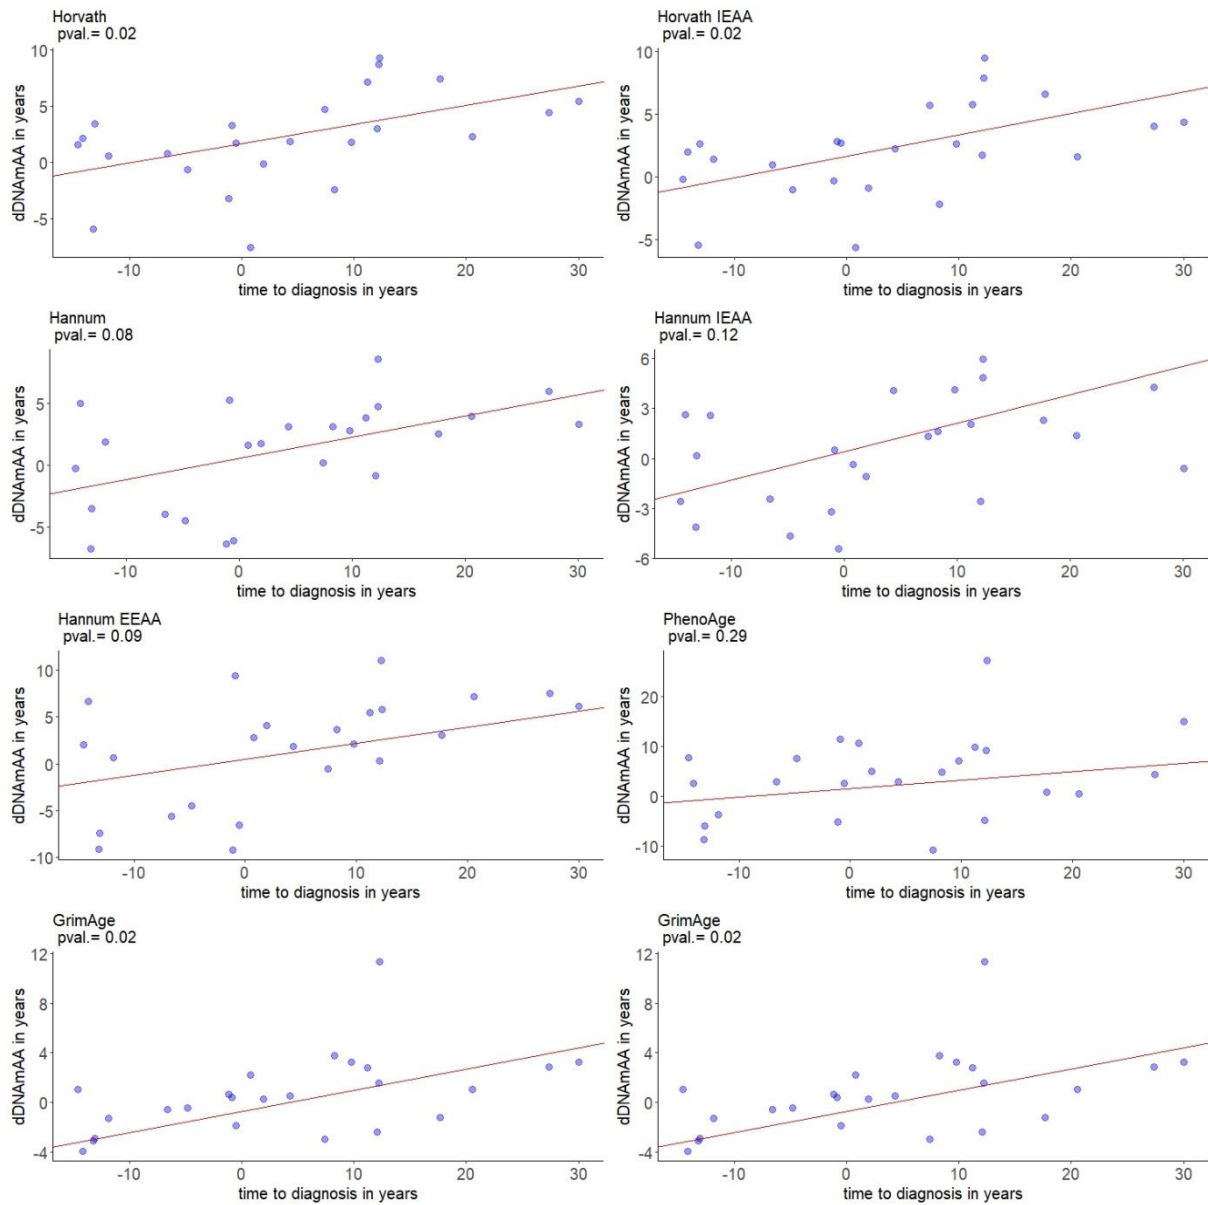 Horvath
pval.= 0.02
10
5
0
-5
dDNAmAA in years
-10
0
10
20
30
time to diagnosis in years
Horvath IEAA
pval.= 0.02
10
5
0
-5
dDNAmAA in years
-10
0
10
20
30
time to diagnosis in years
Hannum
pval.= 0.08
5
0
-5
dDNAmAA in years
-10
0
10
20
30
time to diagnosis in years
Hannum IEAA
pval.= 0.12
6
3
0
-3
-6
dDNAmAA in years
-10
0
10
20
30
time to diagnosis in years
Hannum EEAA
pval.= 0.09
10
5
0
-5
-10
dDNAmAA in years
-10
0
10
20
30
time to diagnosis in years
PhenoAge
pval.= 0.29
20
10
0
-10
dDNAmAA in years
-10
0
10
20
30
time to diagnosis in years
GrimAge
pval.= 0.02
12
8
4
0
-4
dDNAmAA in years
-10
0
10
20
30
time to diagnosis in years
GrimAge
pval.= 0.02
12
8
4
0
-4
dDNAmAA in years
-10
0
10
20
30
time to diagnosis in years